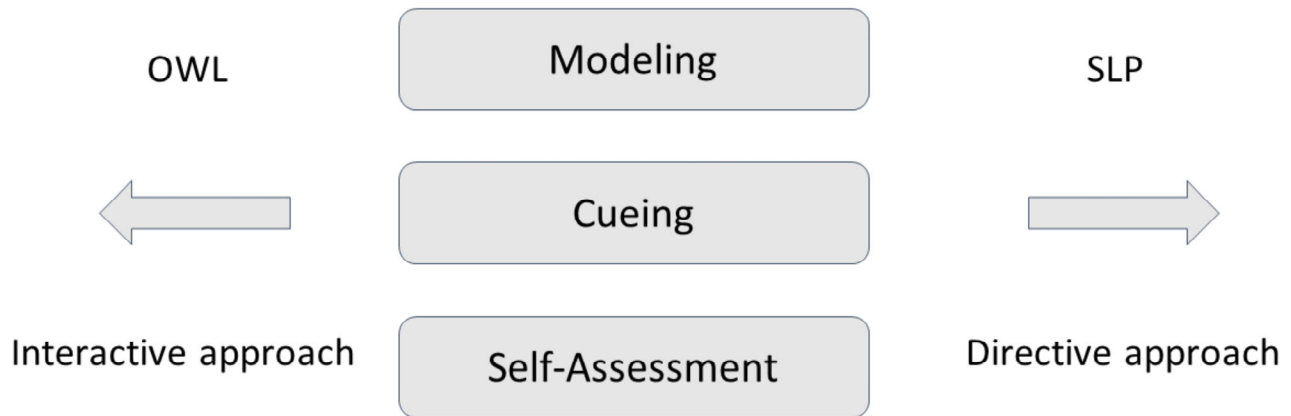 OWL
Modeling
SLP
Cueing
Interactive approach
Self-Assessment
Directive approach